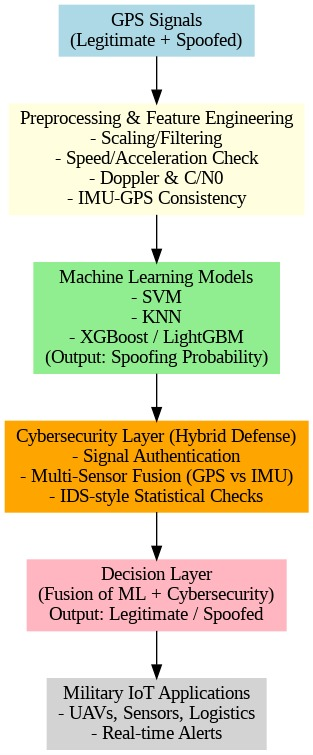 GPS Signals
(Legitimate + Spoofed)
Preprocessing & Feature Engineering
- Scaling/Filtering
- Speed/Acceleration Check
- Doppler & C/N0
- IMU-GPS Consistency
Machine Learning Models
- SVM
- KNN
- XGBoost / LightGBM
(Output: Spoofing Probability)
Cybersecurity Layer (Hybrid Defense)
- Signal Authentication
- Multi-Sensor Fusion (GPS vs IMU)
- IDS-style Statistical Checks
Decision Layer
(Fusion of ML + Cybersecurity)
Output: Legitimate / Spoofed
Military IoT Applications
- UAVs, Sensors, Logistics
- Real-time Alerts